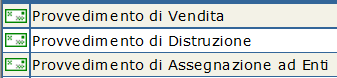 Provvedimento di Vendita
Provvedimento di Distruzione
Provvedimento di Assegnazione ad Enti